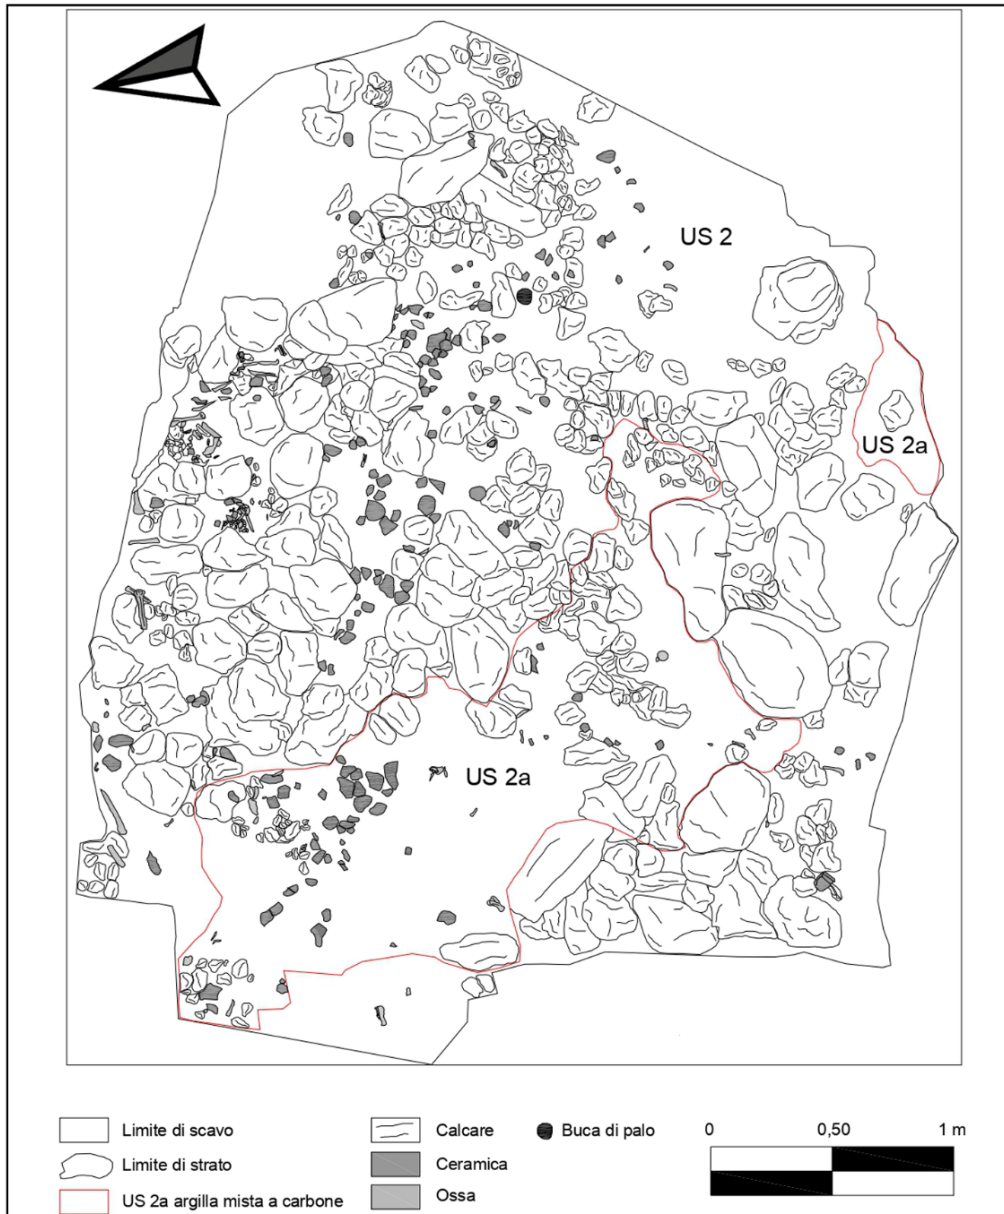 US 2
US 2a
US 2a
Limite di scavo
Calcare
Buca di palo
0
0,50
1 m
Limite di strato
Ceramica
US 2a argilla mista a carbone
Ossa